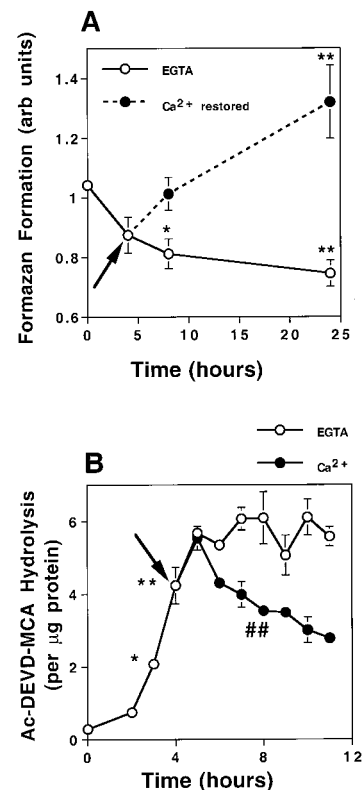 A
EGTA
Ca2+ restored
Formazan Formation (arb units)
1.4
1.2
1
0.8
0.6
**
*
**
0 5 10 15 20 25
Time (hours)
EGTA
Ca2+
B
Ac-DEVD-MCA Hydrolysis
(per µg protein)
6
4
2
0
**
*
##
0 4 8 12
Time (hours)